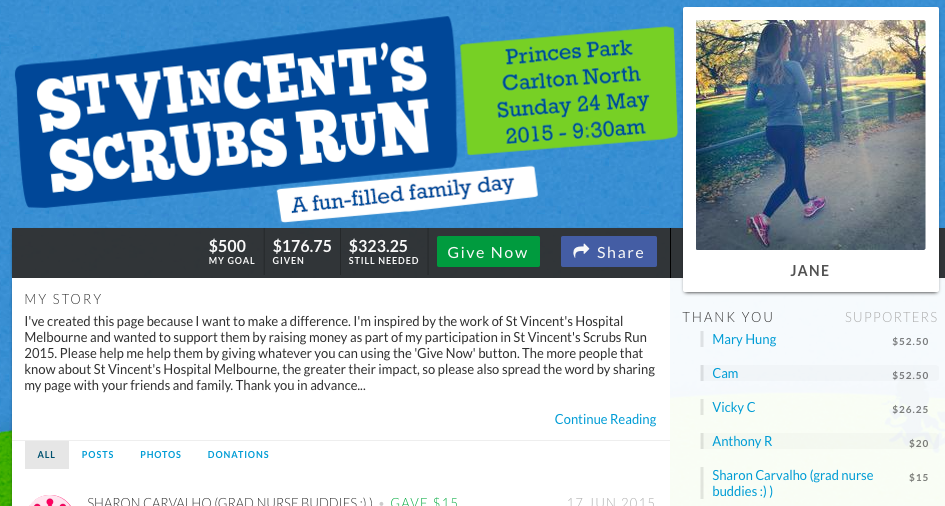 ST VINCENT'S
SCRUBS RUN
Princes Park
Carlton North
Sunday 24 May
2015 - 9:30am
A fun-filled family day
$500
MY GOAL
$176.75
GIVEN
$323.25
STILL NEEDED
Give Now
Share
JANE
MY STORY
I've created this page because I want to make a difference. I'm inspired by the work of St Vincent's Hospital
Melbourne and wanted to support them by raising money as part of my participation in St Vincent's Scrubs Run
2015. Please help me help them by giving whatever you can using the 'Give Now' button. The more people that
know about St Vincent's Hospital Melbourne, the greater their impact, so please also spread the word by sharing
my page with your friends and family. Thank you in advance...
Continue Reading
ALL POSTS PHOTOS DONATIONS
SHARON CARVALHO (GRAD NURSE BUDDIES :) ) • GAVE $15 17 JUN 2015
THANK YOU SUPPORTERS
Mary Hung $52.50
Cam $52.50
Vicky C $26.25
Anthony R $20
Sharon Carvalho (grad nurse $15
buddies :) )